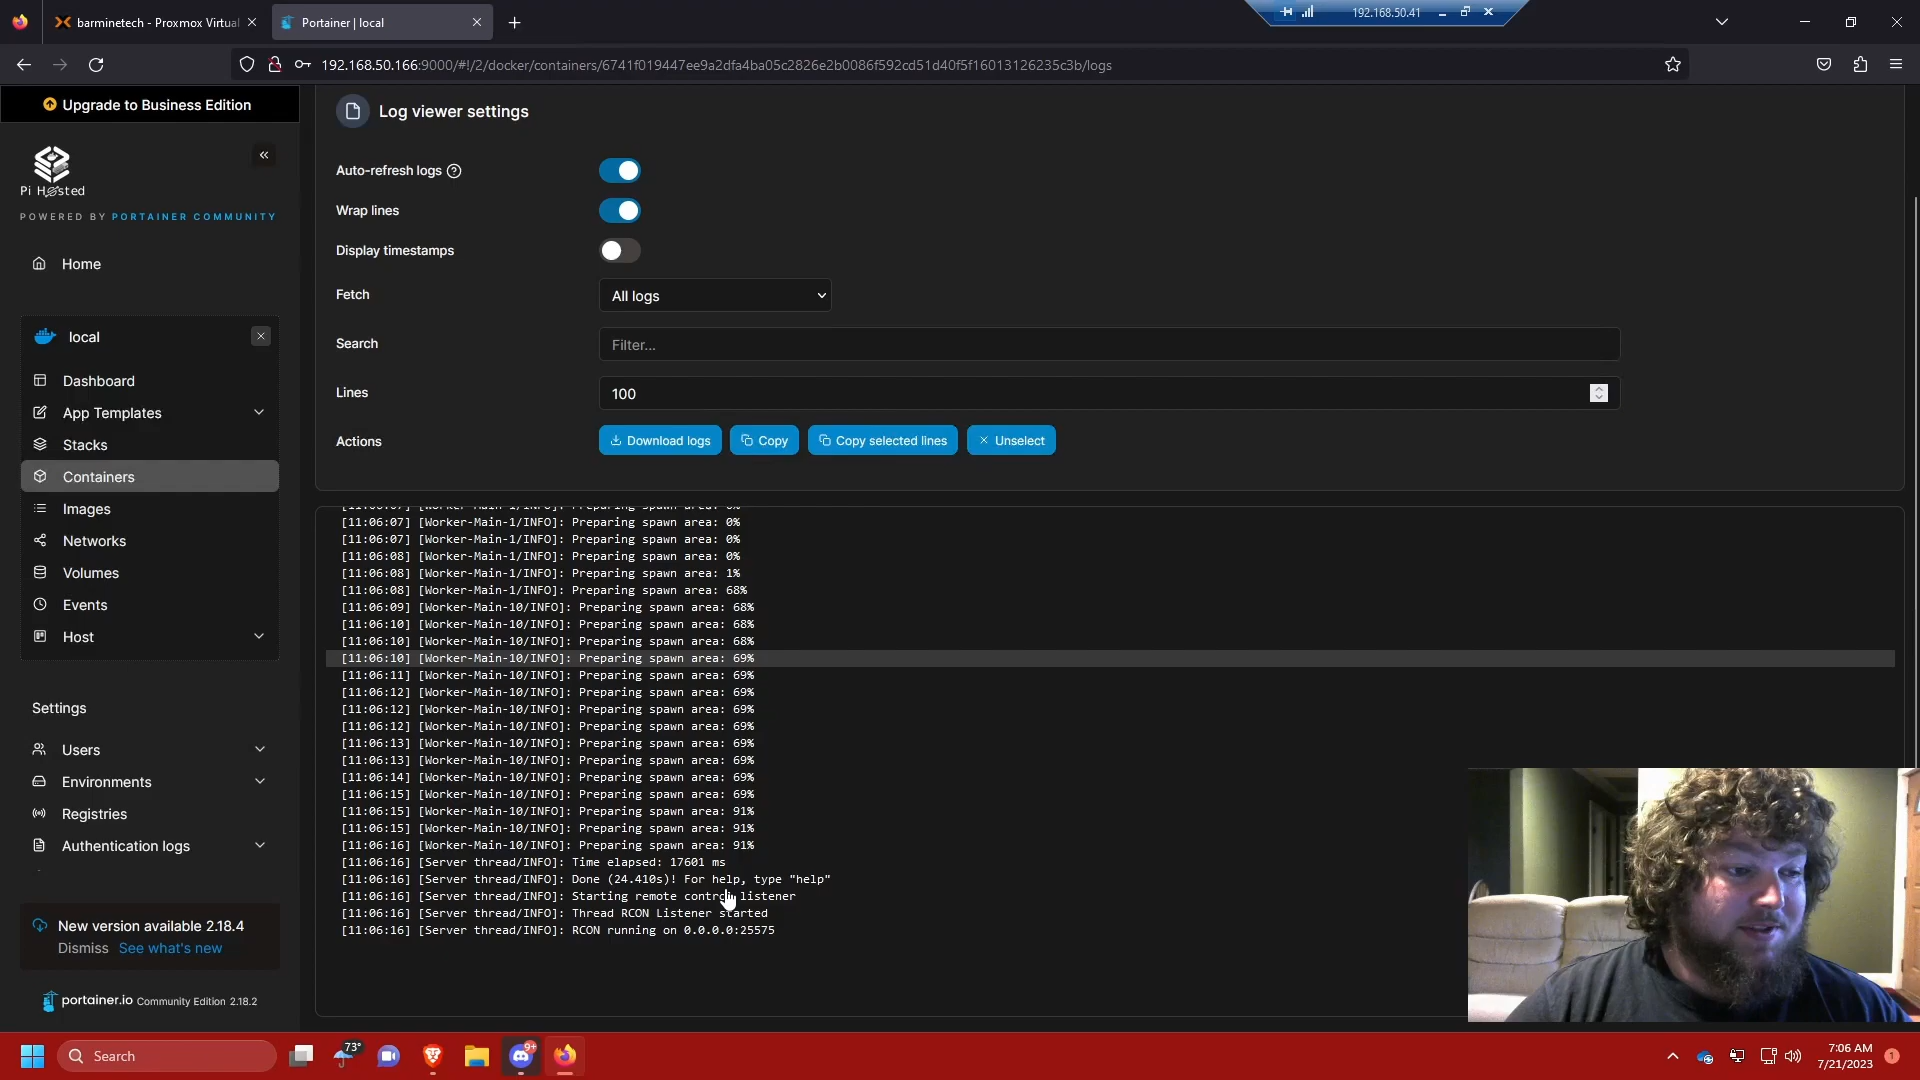 barminetech - Proxmox Virtual
Portainer | local
192.168.50.41
192.168.50.166:9000/#!/2/docker/containers/6741f019447ee9a2dfa4ba05c2826e2b0086f592cd51d40f5f16013126235c3b/logs
Upgrade to Business Edition
Pi Hosted
POWERED BY PORTAINER COMMUNITY
Home
local
Dashboard
App Templates
Stacks
Containers
Images
Networks
Volumes
Events
Host
Settings
Users
Environments
Registries
Authentication logs
New version available 2.18.4
Dismiss See what's new
portainer.io Community Edition 2.18.2
Log viewer settings
Auto-refresh logs
Wrap lines
Display timestamps
Fetch
All logs
Search
Filter...
Lines
100
Actions
Download logs
Copy
Copy selected lines
Unselect
[11:06:07] [Worker-Main-1/INFO]: Preparing spawn area: 0%
[11:06:07] [Worker-Main-1/INFO]: Preparing spawn area: 0%
[11:06:07] [Worker-Main-1/INFO]: Preparing spawn area: 0%
[11:06:08] [Worker-Main-1/INFO]: Preparing spawn area: 0%
[11:06:08] [Worker-Main-1/INFO]: Preparing spawn area: 1%
[11:06:08] [Worker-Main-1/INFO]: Preparing spawn area: 68%
[11:06:09] [Worker-Main-10/INFO]: Preparing spawn area: 68%
[11:06:10] [Worker-Main-10/INFO]: Preparing spawn area: 68%
[11:06:10] [Worker-Main-10/INFO]: Preparing spawn area: 68%
[11:06:10] [Worker-Main-10/INFO]: Preparing spawn area: 69%
[11:06:11] [Worker-Main-10/INFO]: Preparing spawn area: 69%
[11:06:12] [Worker-Main-10/INFO]: Preparing spawn area: 69%
[11:06:12] [Worker-Main-10/INFO]: Preparing spawn area: 69%
[11:06:12] [Worker-Main-10/INFO]: Preparing spawn area: 69%
[11:06:13] [Worker-Main-10/INFO]: Preparing spawn area: 69%
[11:06:13] [Worker-Main-10/INFO]: Preparing spawn area: 69%
[11:06:14] [Worker-Main-10/INFO]: Preparing spawn area: 69%
[11:06:15] [Worker-Main-10/INFO]: Preparing spawn area: 69%
[11:06:15] [Worker-Main-10/INFO]: Preparing spawn area: 91%
[11:06:15] [Worker-Main-10/INFO]: Preparing spawn area: 91%
[11:06:16] [Worker-Main-10/INFO]: Preparing spawn area: 91%
[11:06:16] [Server thread/INFO]: Time elapsed: 17601 ms
[11:06:16] [Server thread/INFO]: Done (24.410s)! For help, type "help"
[11:06:16] [Server thread/INFO]: Starting remote control listener
[11:06:16] [Server thread/INFO]: Thread RCON Listener started
[11:06:16] [Server thread/INFO]: RCON running on 0.0.0.0:25575
Search
73°
9+
7:06 AM
7/21/2023
1